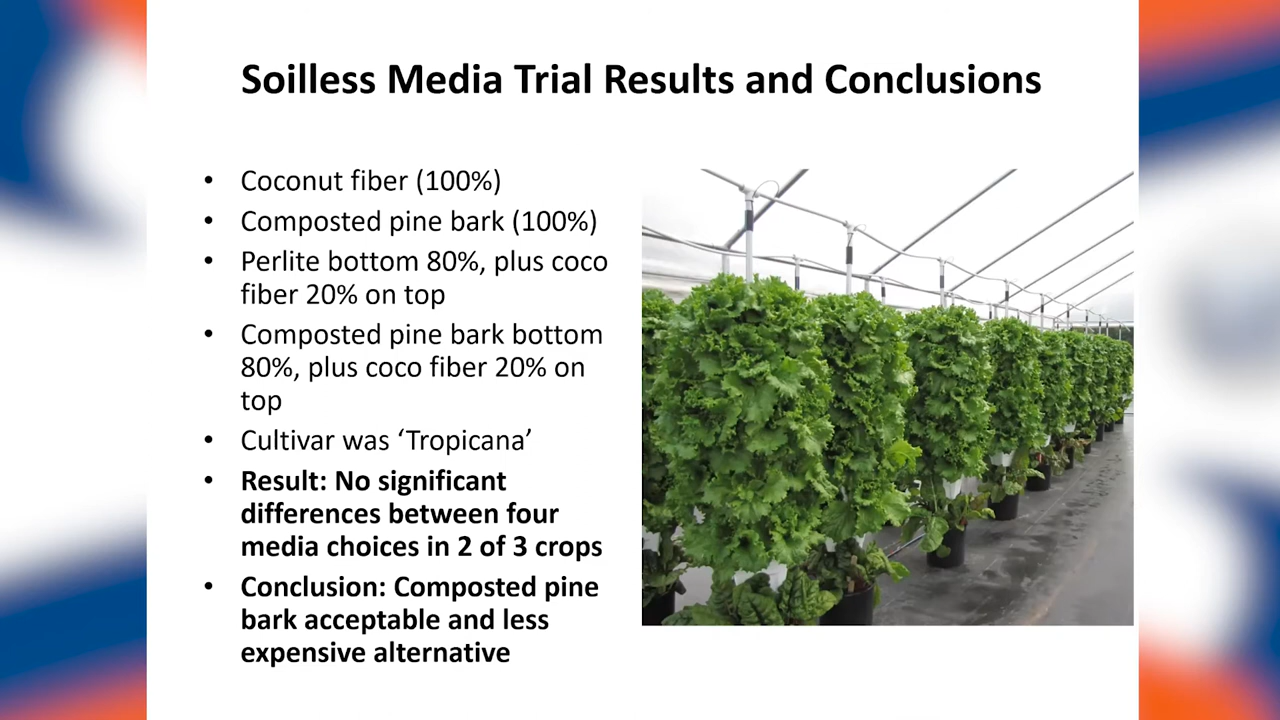 Soilless Media Trial Results and Conclusions
• Coconut fiber (100%)
• Composted pine bark (100%)
• Perlite bottom 80%, plus coco
fiber 20% on top
• Composted pine bark bottom
80%, plus coco fiber 20% on
top
• Cultivar was ‘Tropicana’
• Result: No significant
differences between four
media choices in 2 of 3 crops
• Conclusion: Composted pine
bark acceptable and less
expensive alternative